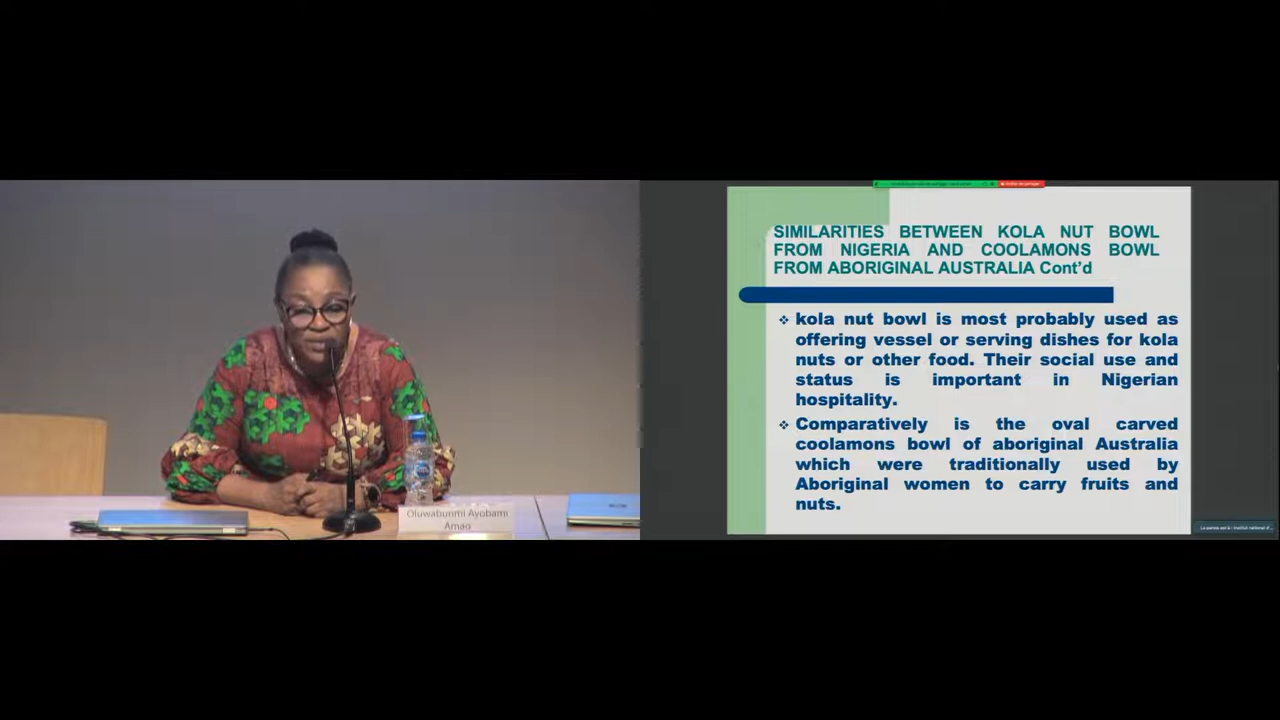 SIMILARITIES BETWEEN KOLA NUT BOWL
FROM NIGERIA AND COOLAMONS BOWL
FROM ABORIGINAL AUSTRALIA Cont'd
❖ kola nut bowl is most probably used as
offering vessel or serving dishes for kola
nuts or other food. Their social use and
status is important in Nigerian
hospitality.
❖ Comparatively is the oval carved
coolamons bowl of aboriginal Australia
which were traditionally used by
Aboriginal women to carry fruits and
nuts.
Oluwabunmi Ayobami
Amao